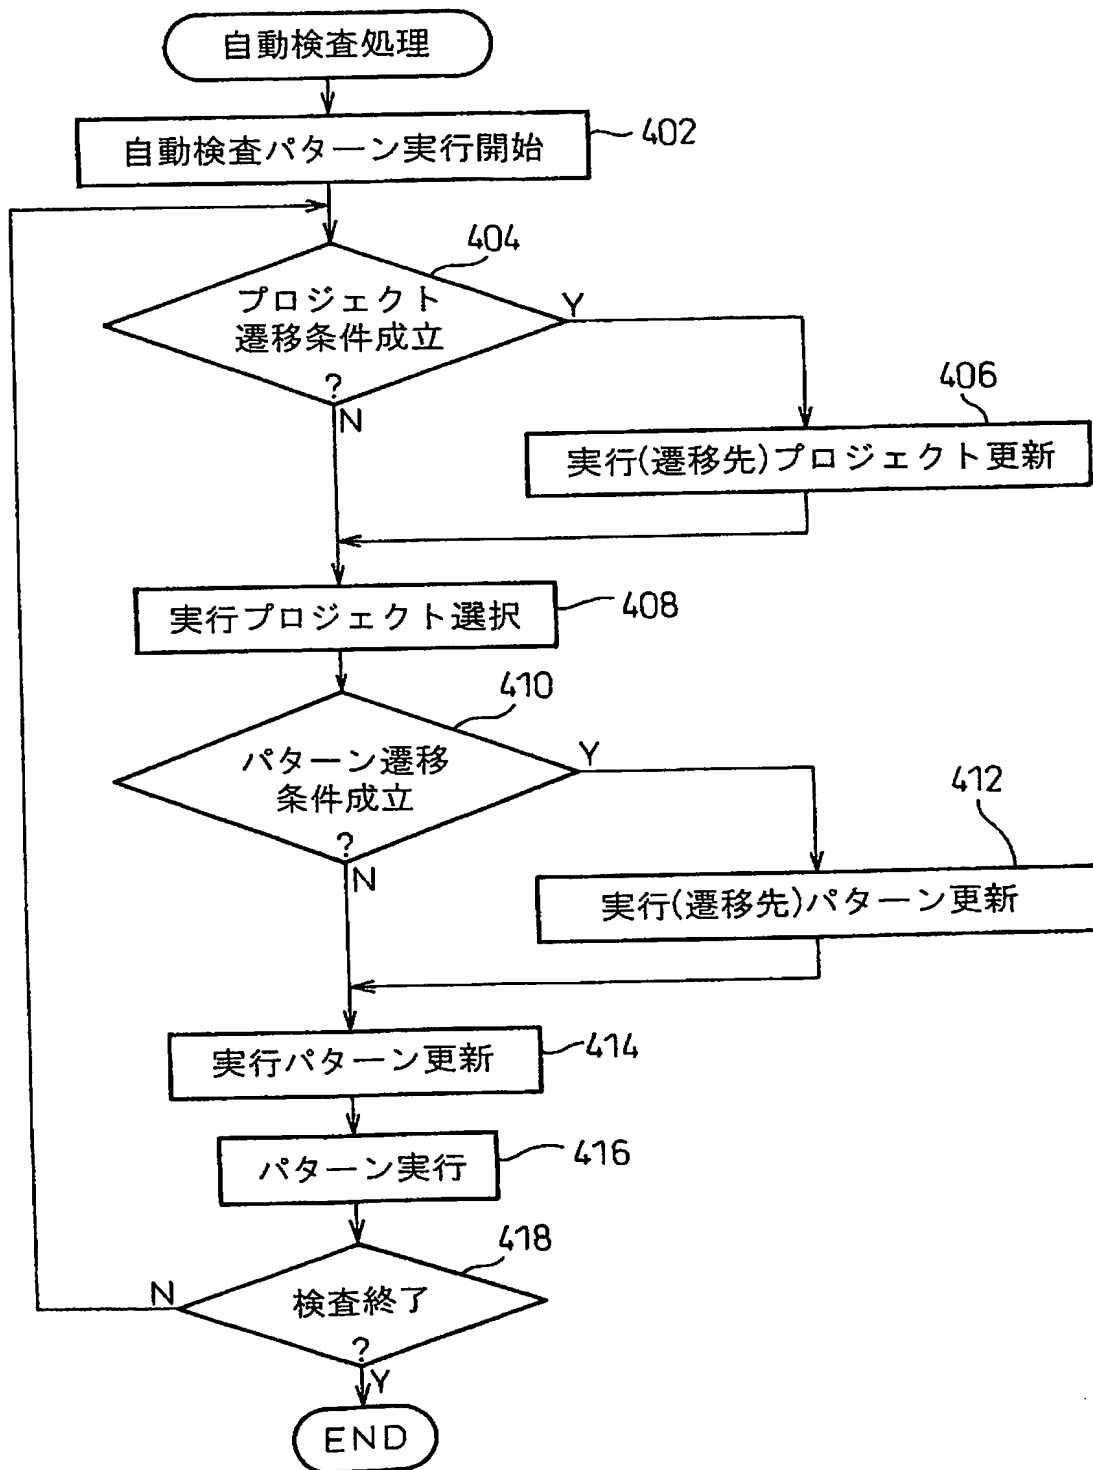 自動検査処理
自動検査パターン実行開始
402
404
プロジェクト
遷移条件成立
?
Y
N
406
実行(遷移先)プロジェクト更新
実行プロジェクト選択
408
410
パターン遷移
条件成立
?
Y
N
412
実行(遷移先)パターン更新
実行パターン更新
414
パターン実行
416
418
検査終了
?
N
Y
END